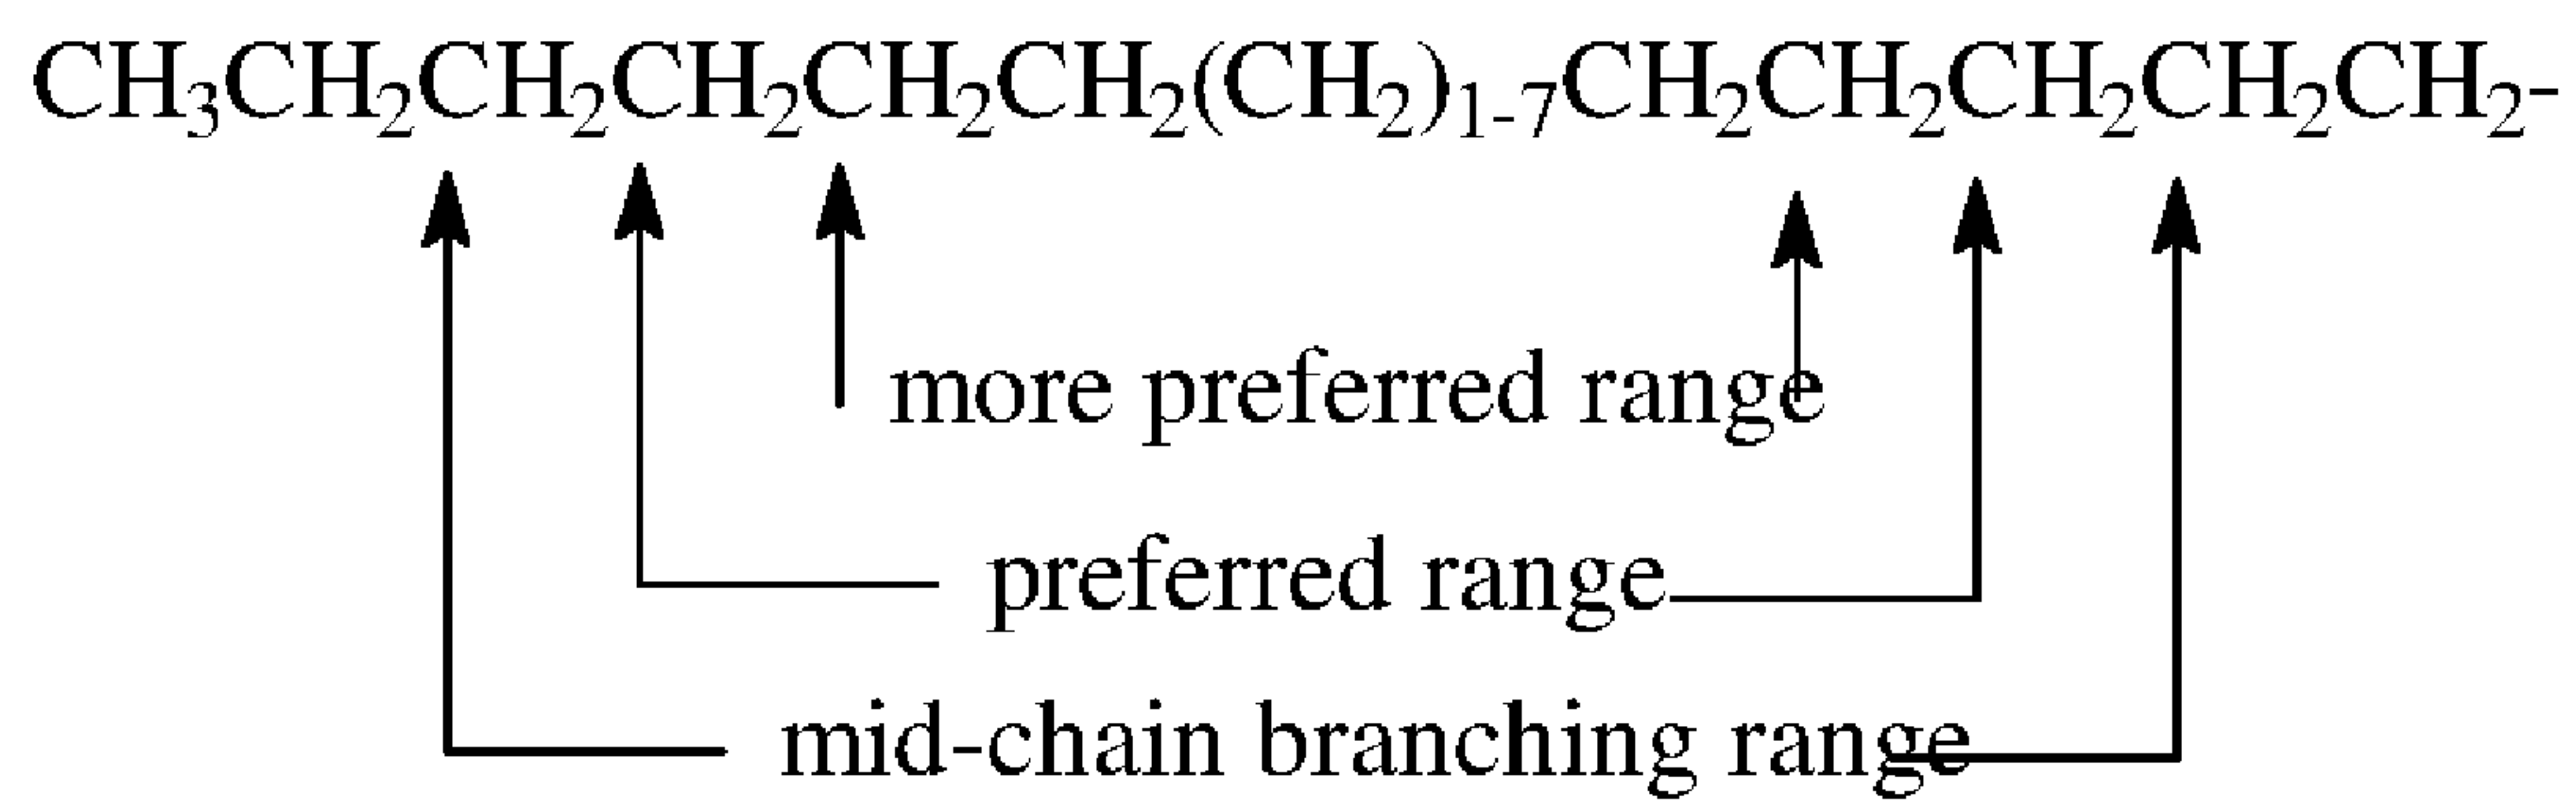 CH₃CH₂CH₂CH₂CH₂CH₂(CH₂)₁₋₇CH₂CH₂CH₂CH₂CH₂-
more preferred range
preferred range
mid-chain branching range